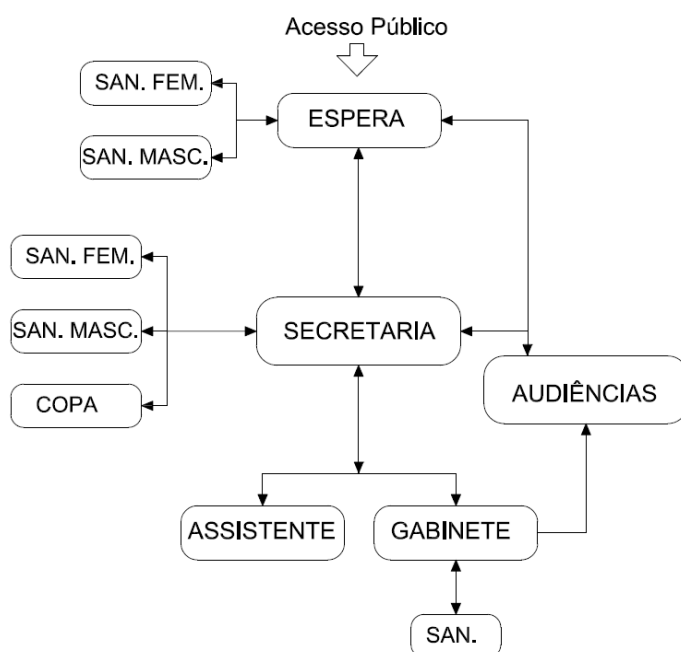 Acesso Público
SAN. FEM.
ESPERA
SAN. MASC.
SAN. FEM.
SAN. MASC.
SECRETARIA
COPA
AUDIÊNCIAS
ASSISTENTE
GABINETE
SAN.